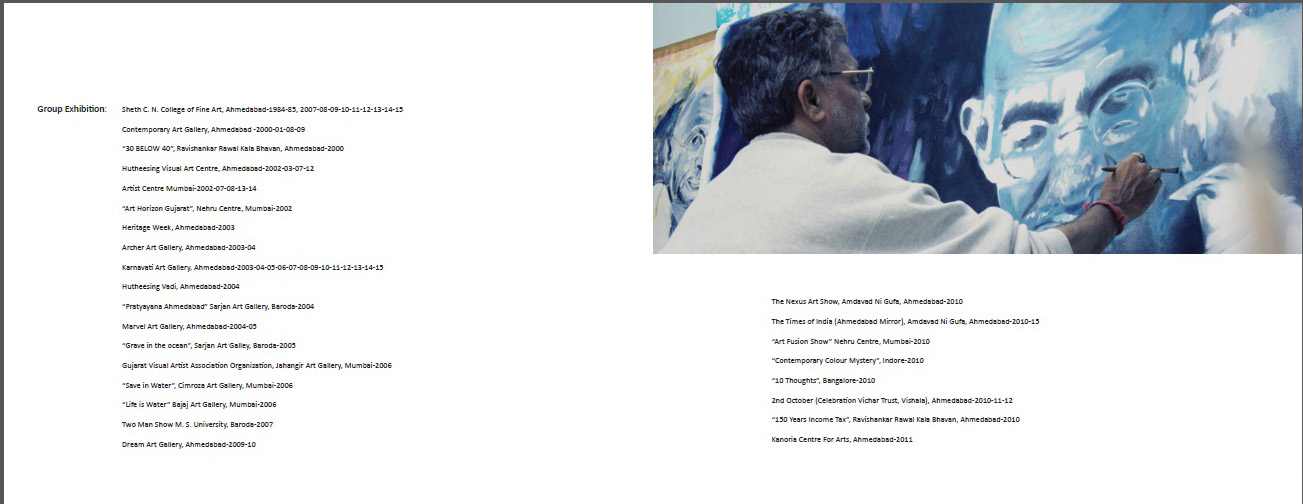 Group Exhibition: Sheth C. N. College of Fine Art, Ahmedabad-1984-85, 2007-08-09-10-11-12-13-14-15
Contemporary Art Gallery, Ahmedabad -2000-01-08-09
"30 BELOW 40", Ravishankar Rawal Kala Bhavan, Ahmedabad-2000
Hutheesing Visual Art Centre, Ahmedabad-2002-03-07-12
Artist Centre Mumbai-2002-07-08-13-14
"Art Horizon Gujarat", Nehru Centre, Mumbai-2002
Heritage Week, Ahmedabad-2003
Archer Art Gallery, Ahmedabad-2003-04
Karnavati Art Gallery, Ahmedabad-2003-04-05-06-07-08-09-10-11-12-13-14-15
Hutheesing Vadi, Ahmedabad-2004
"Pratyayana Ahmedabad" Sarjan Art Gallery, Baroda-2004
Marvel Art Gallery, Ahmedabad-2004-05
"Grave in the ocean", Sarjan Art Galley, Baroda-2005
Gujarat Visual Artist Association Organization, Jahangir Art Gallery, Mumbai-2006
"Save in Water", Cimroza Art Gallery, Mumbai-2006
"Life is Water" Bajaj Art Gallery, Mumbai-2006
Two Man Show M. S. University, Baroda-2007
Dream Art Gallery, Ahmedabad-2009-10
The Nexus Art Show, Amdavad Ni Gufa, Ahmedabad-2010
The Times of India (Ahmedabad Mirror), Amdavad Ni Gufa, Ahmedabad-2010-15
"Art Fusion Show" Nehru Centre, Mumbai-2010
"Contemporary Colour Mystery", Indore-2010
"10 Thoughts", Bangalore-2010
2nd October (Celebration Vichar Trust, Vishala), Ahmedabad-2010-11-12
"150 Years Income Tax", Ravishankar Rawal Kala Bhavan, Ahmedabad-2010
Kanoria Centre For Arts, Ahmedabad-2011